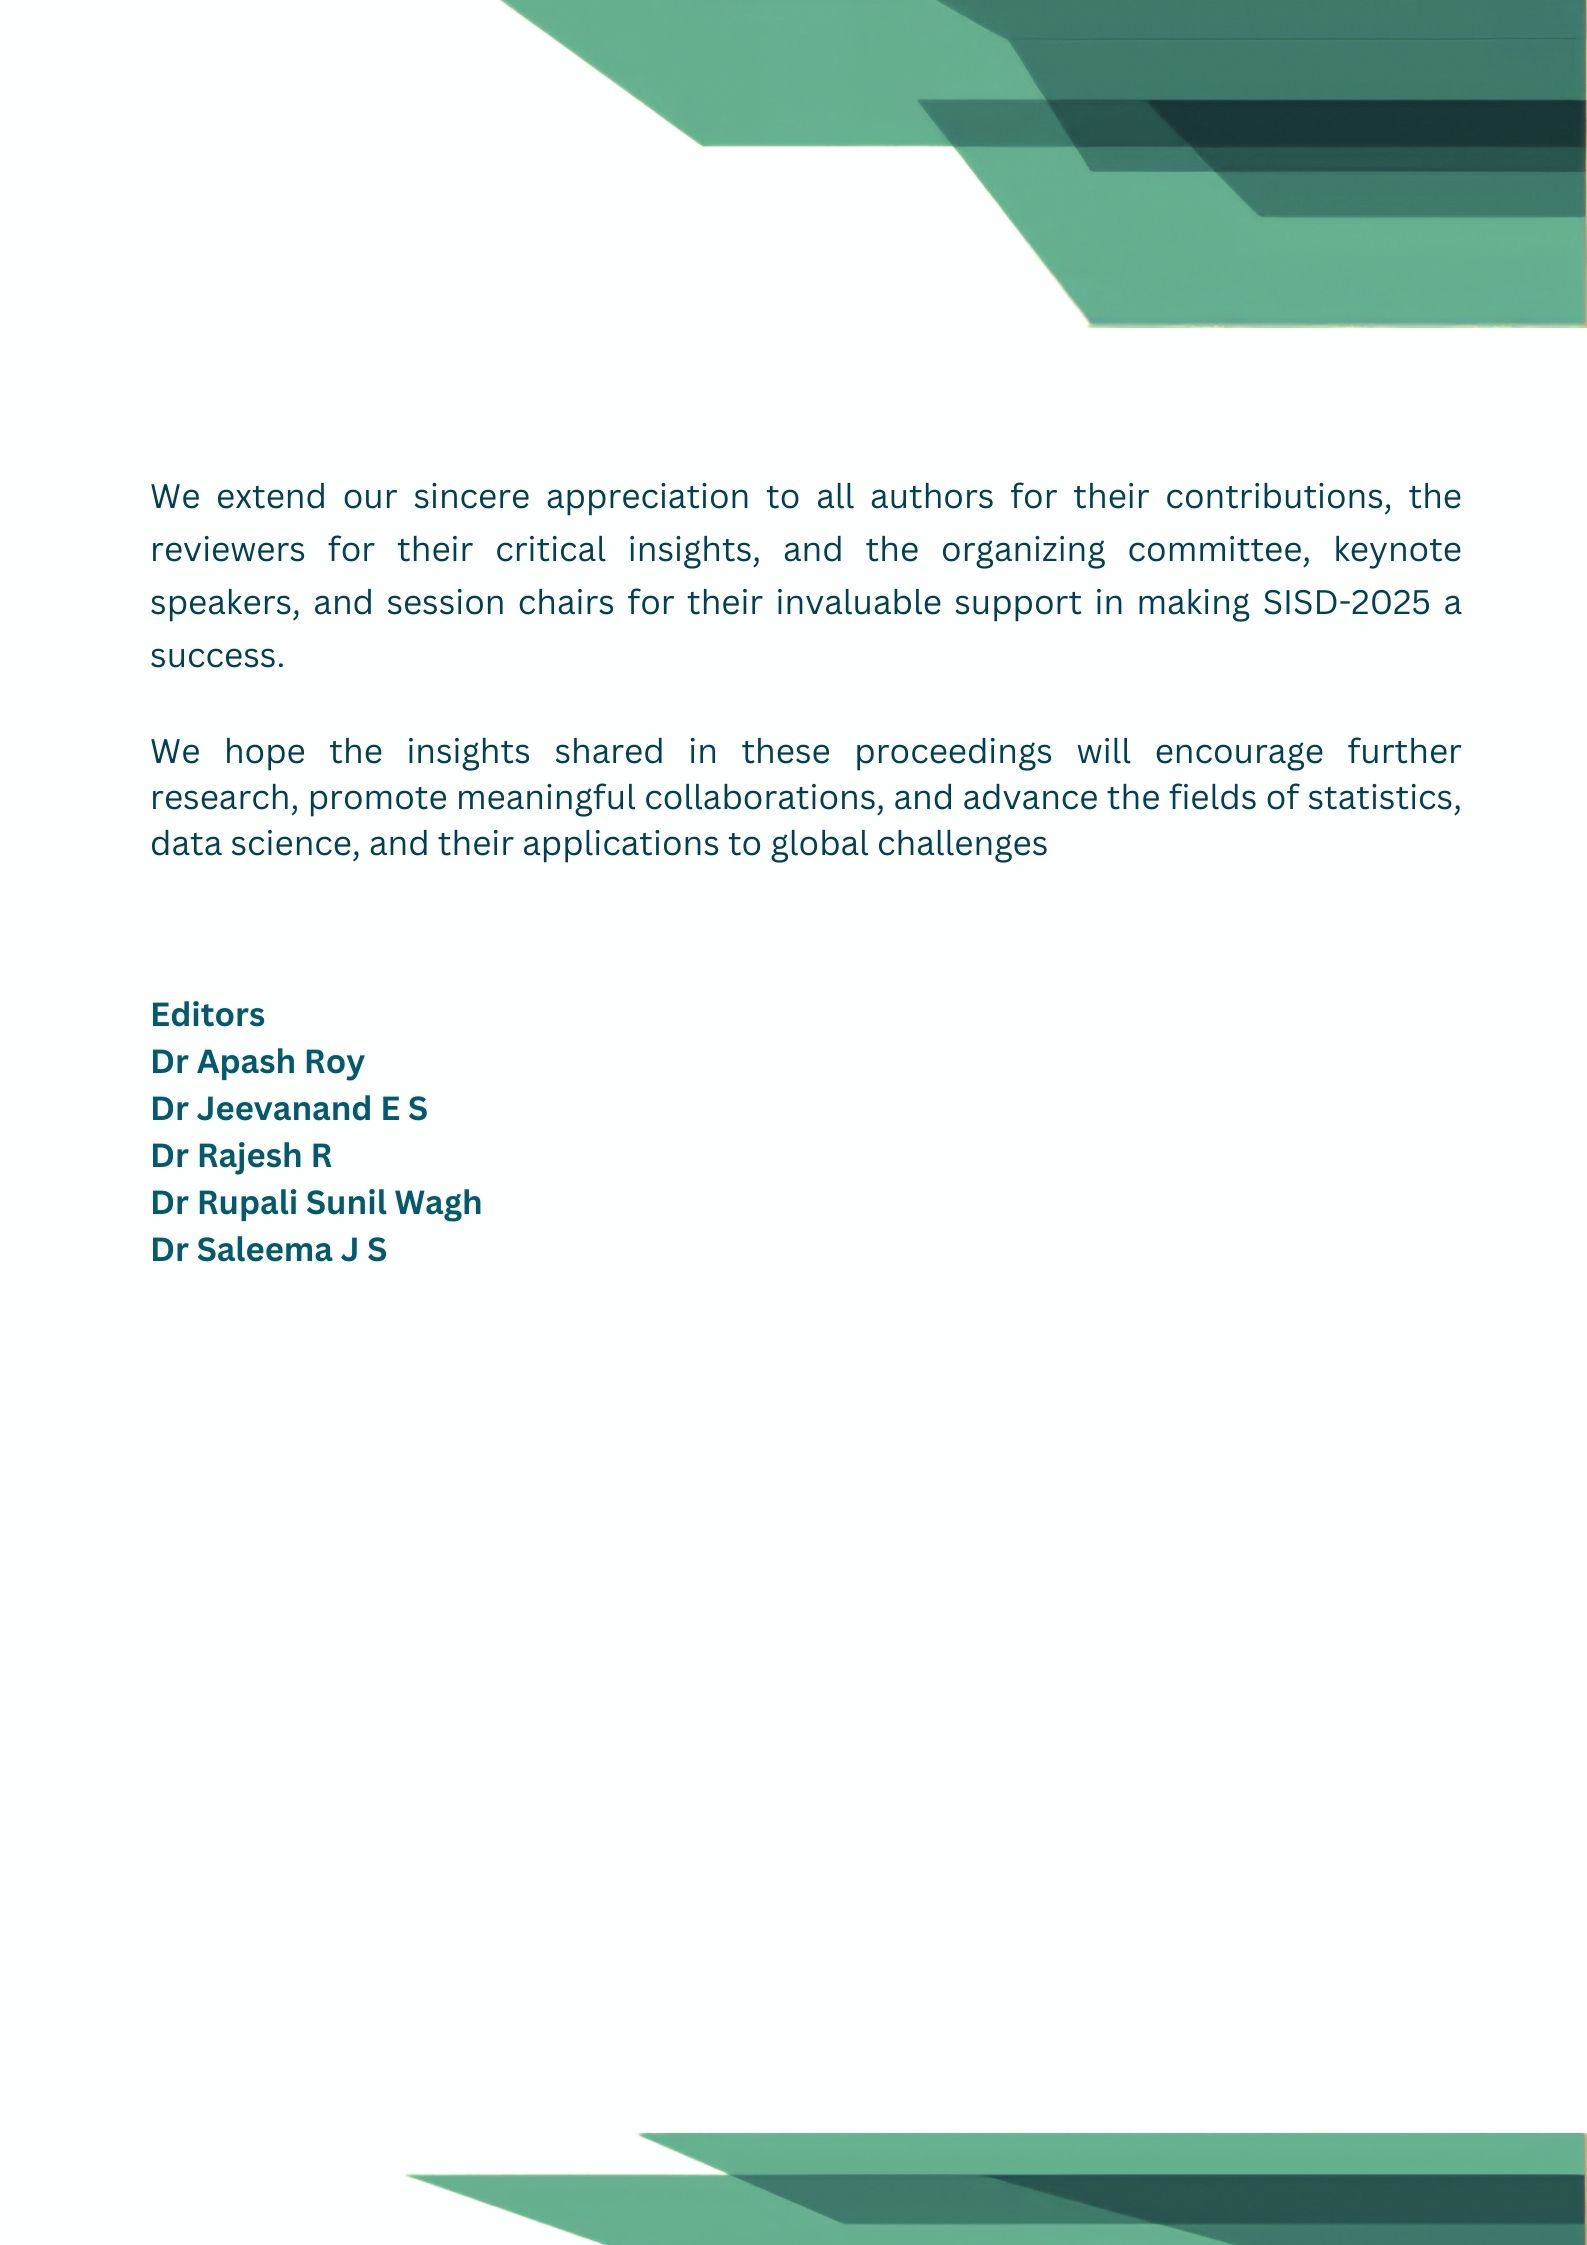 We extend our sincere appreciation to all authors for their contributions, the
reviewers for their critical insights, and the organizing committee, keynote
speakers, and session chairs for their invaluable support in making SISD-2025 a
success.
We hope the insights shared in these proceedings will encourage further
research, promote meaningful collaborations, and advance the fields of statistics,
data science, and their applications to global challenges
Editors
Dr Apash Roy
Dr Jeevanand E S
Dr Rajesh R
Dr Rupali Sunil Wagh
Dr Saleema J S